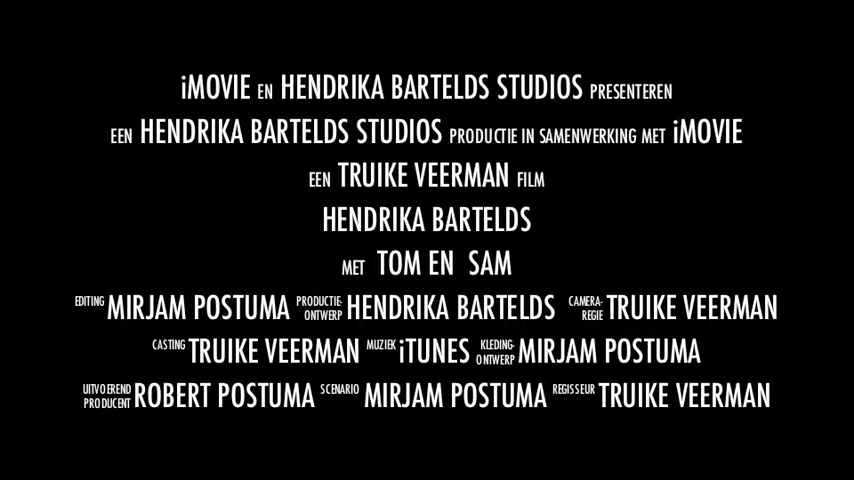 iMOVIE EN HENDRIKA BARTELDS STUDIOS PRESENTEREN
EEN HENDRIKA BARTELDS STUDIOS PRODUCTIE IN SAMENWERKING MET iMOVIE
EEN TRUIKE VEERMAN FILM
HENDRIKA BARTELDS
MET TOM EN SAM
EDITING MIRJAM POSTUMA PRODUCTIE-ONTWERP HENDRIKA BARTELDS CAMERA-REGIE TRUIKE VEERMAN
CASTING TRUIKE VEERMAN MUZIEK iTUNES KLEDING-ONTWERP MIRJAM POSTUMA
UITVOEREND PRODUCENT ROBERT POSTUMA SCENARIO MIRJAM POSTUMA REGISSEUR TRUIKE VEERMAN